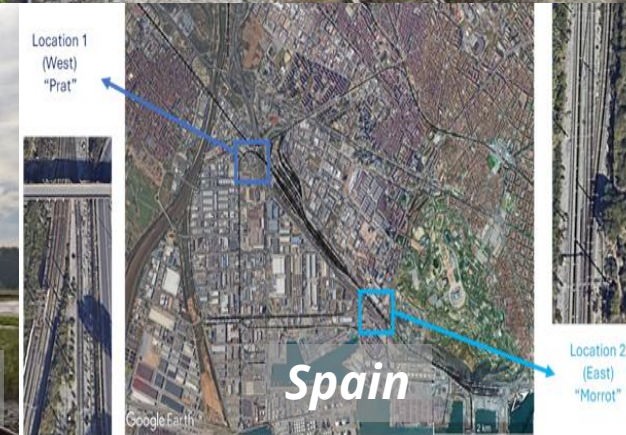 Location 1
(West)
"Prat"
Spain
Google Earth
2 km
Location 2
(East)
"Morrot"